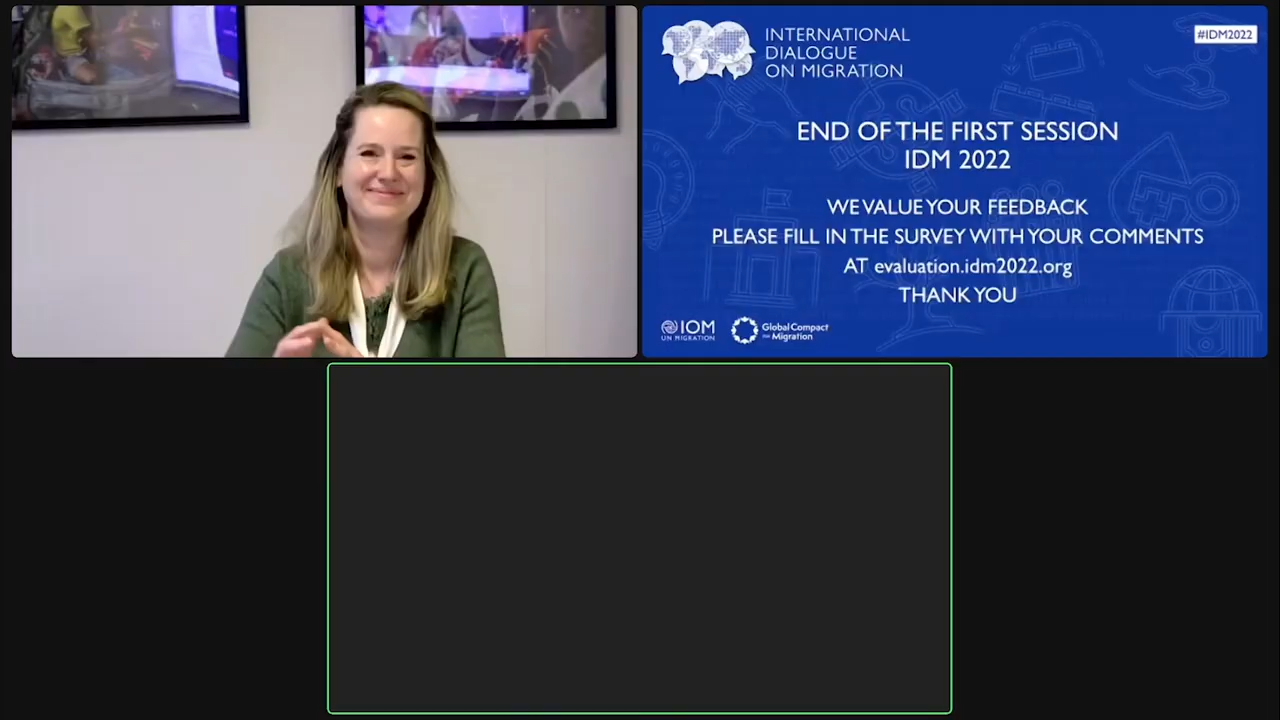 INTERNATIONAL
DIALOGUE
ON MIGRATION
#IDM2022
END OF THE FIRST SESSION
IDM 2022
WE VALUE YOUR FEEDBACK
PLEASE FILL IN THE SURVEY WITH YOUR COMMENTS
AT evaluation.idm2022.org
THANK YOU
IOM
UN MIGRATION
Global Compact
FOR Migration